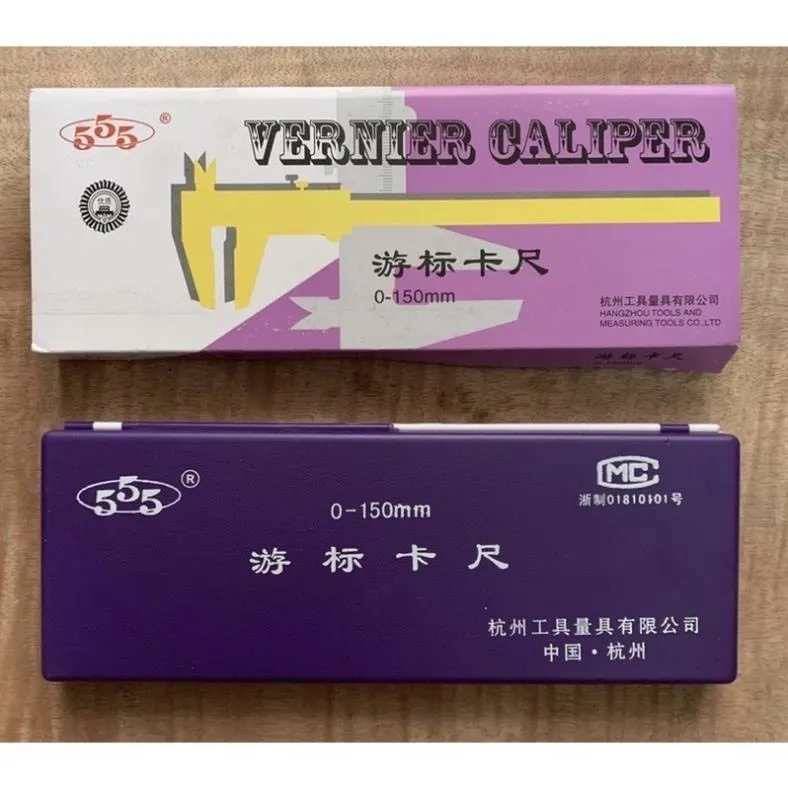 555®
VERNIER CALIPER
游标卡尺
0-150mm
杭州工具量具有限公司
HANGZHOU TOOLS AND
MEASURING TOOLS CO.,LTD
游标卡尺
0-150mm
555®
MC
浙制01810101号
0-150mm
游标卡尺
杭州工具量具有限公司
中国·杭州